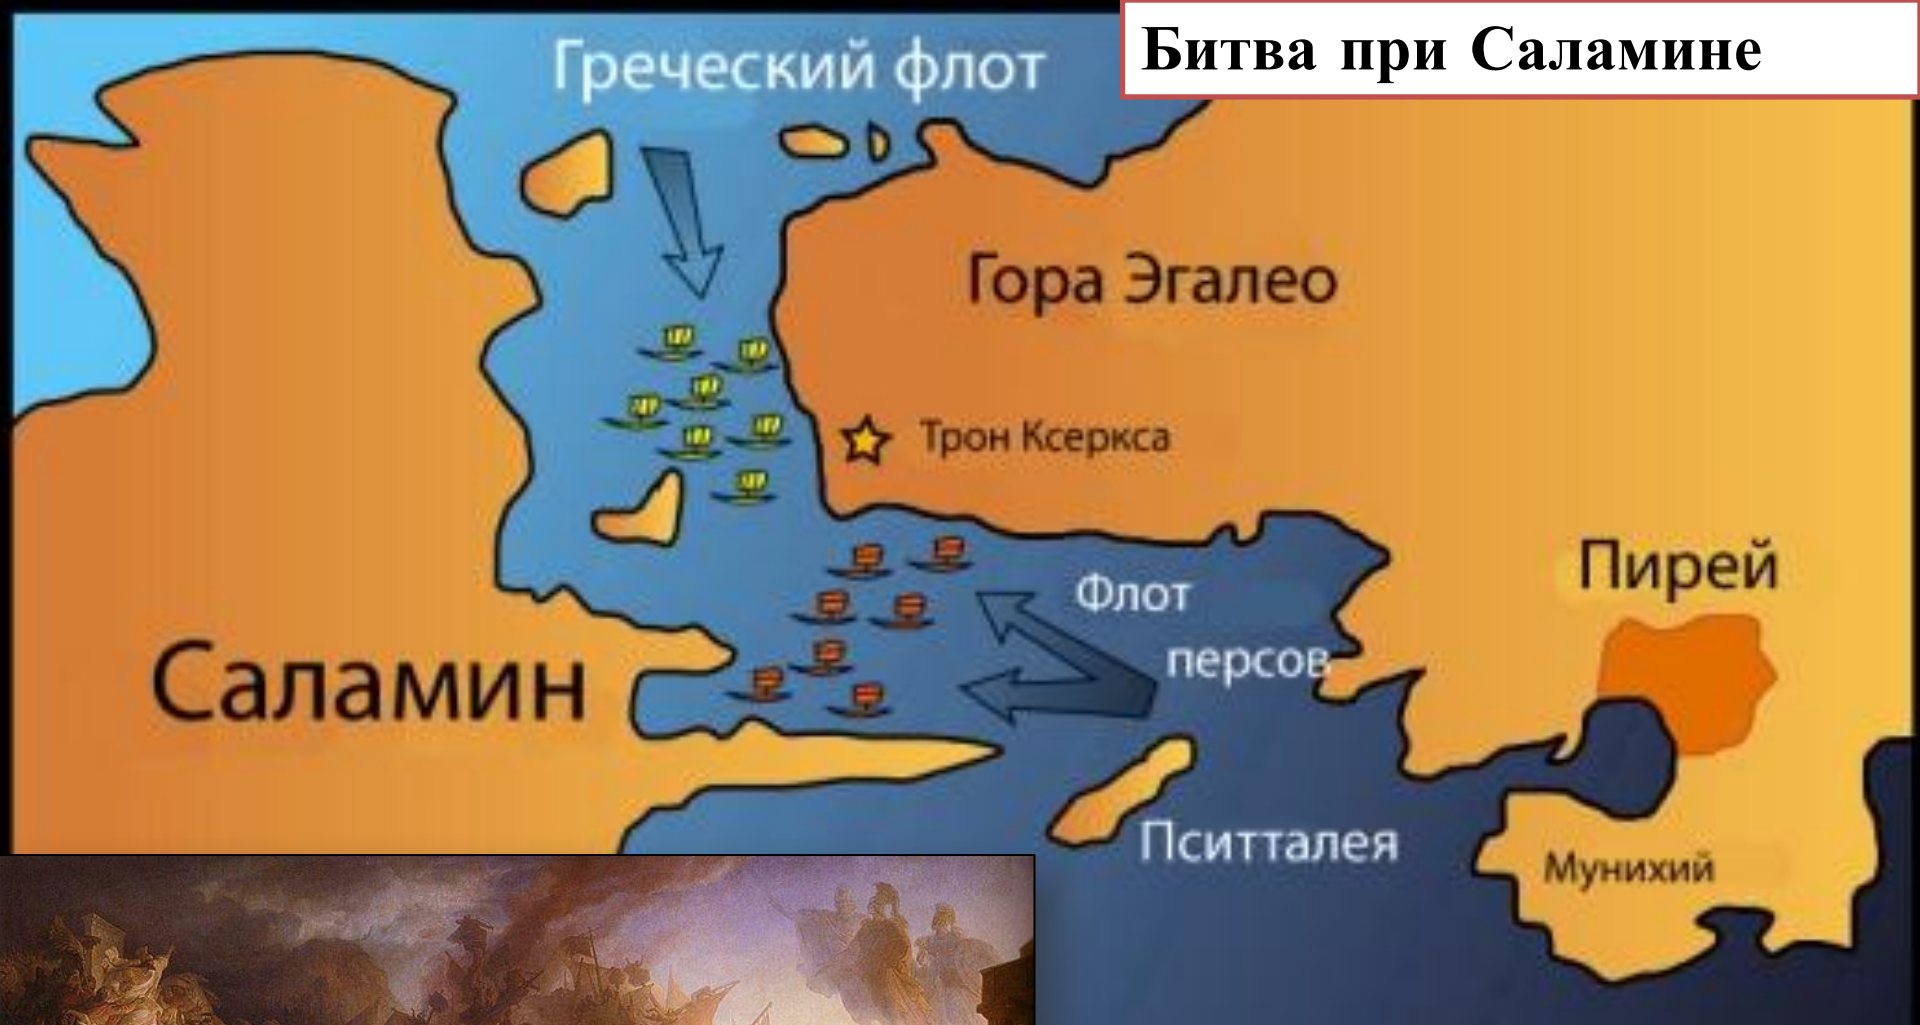 Битва при Саламине
Греческий флот
Гора Эгалео
Трон Ксеркса
Пирей
Флот
персов
Саламин
Пситталея
Мунихий